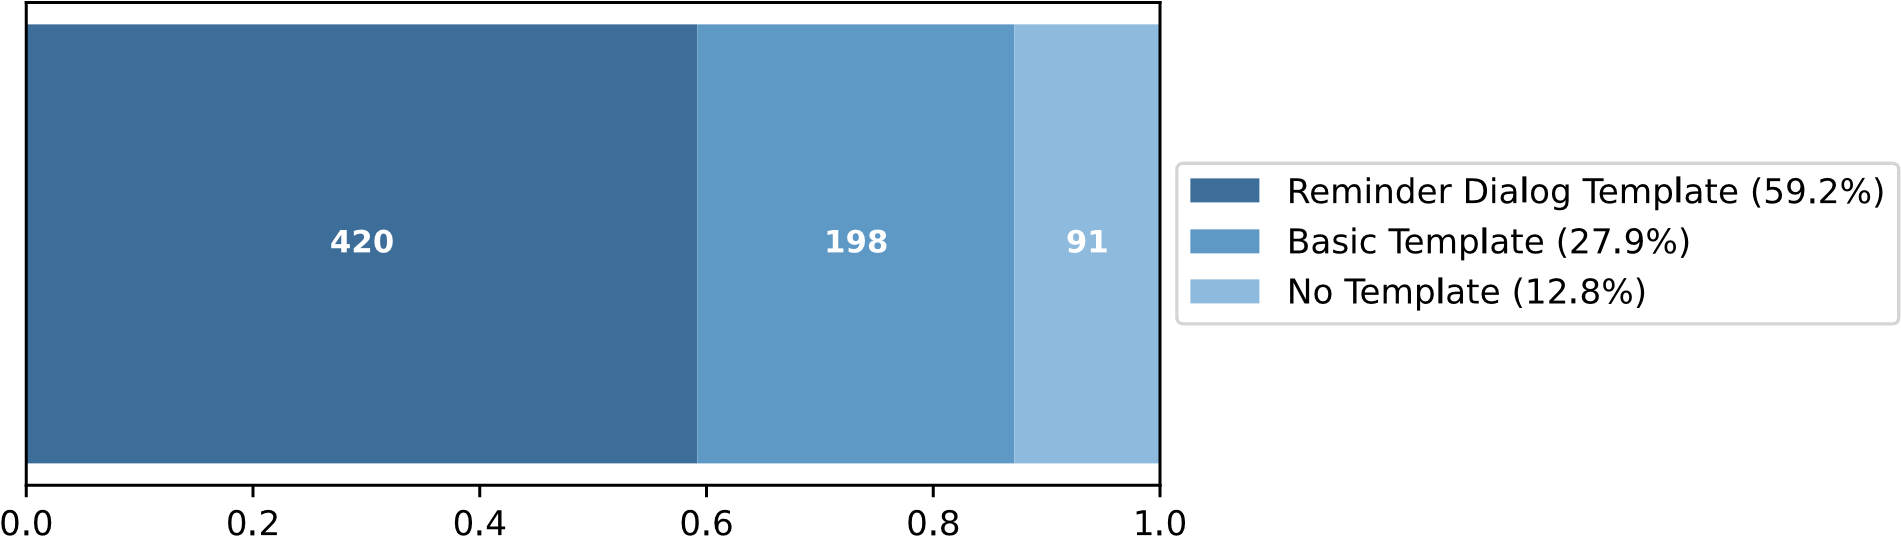 420 198 91
Reminder Dialog Template (59.2%)
Basic Template (27.9%)
No Template (12.8%)
0.0 0.2 0.4 0.6 0.8 1.0